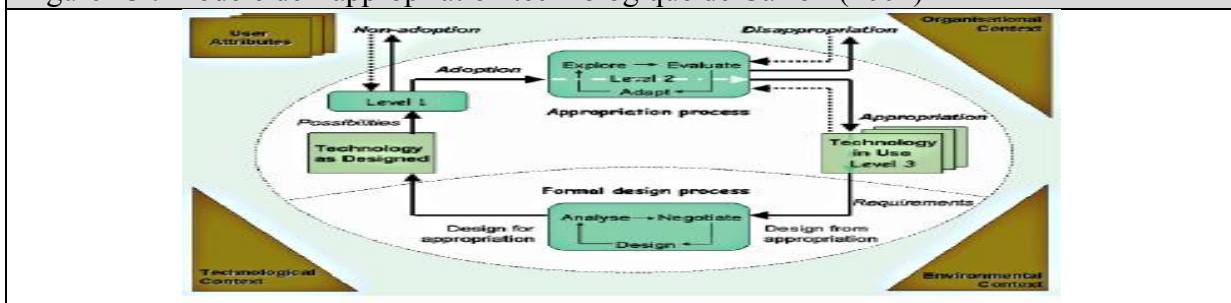 User
Attributes
Non-adoption
Disappropriation
Organisational
Context
Adoption
Explore
Evaluate
Level 2
Adapt
Level 1
Appropriation process
Possibilities
Appropriation
Technology
as Designed
Technology
in Use
Level 3
Formal design process
Requirements
Analyse
Negotiate
Design
Design for
appropriation
Design from
appropriation
Technological
Context
Environmental
Context